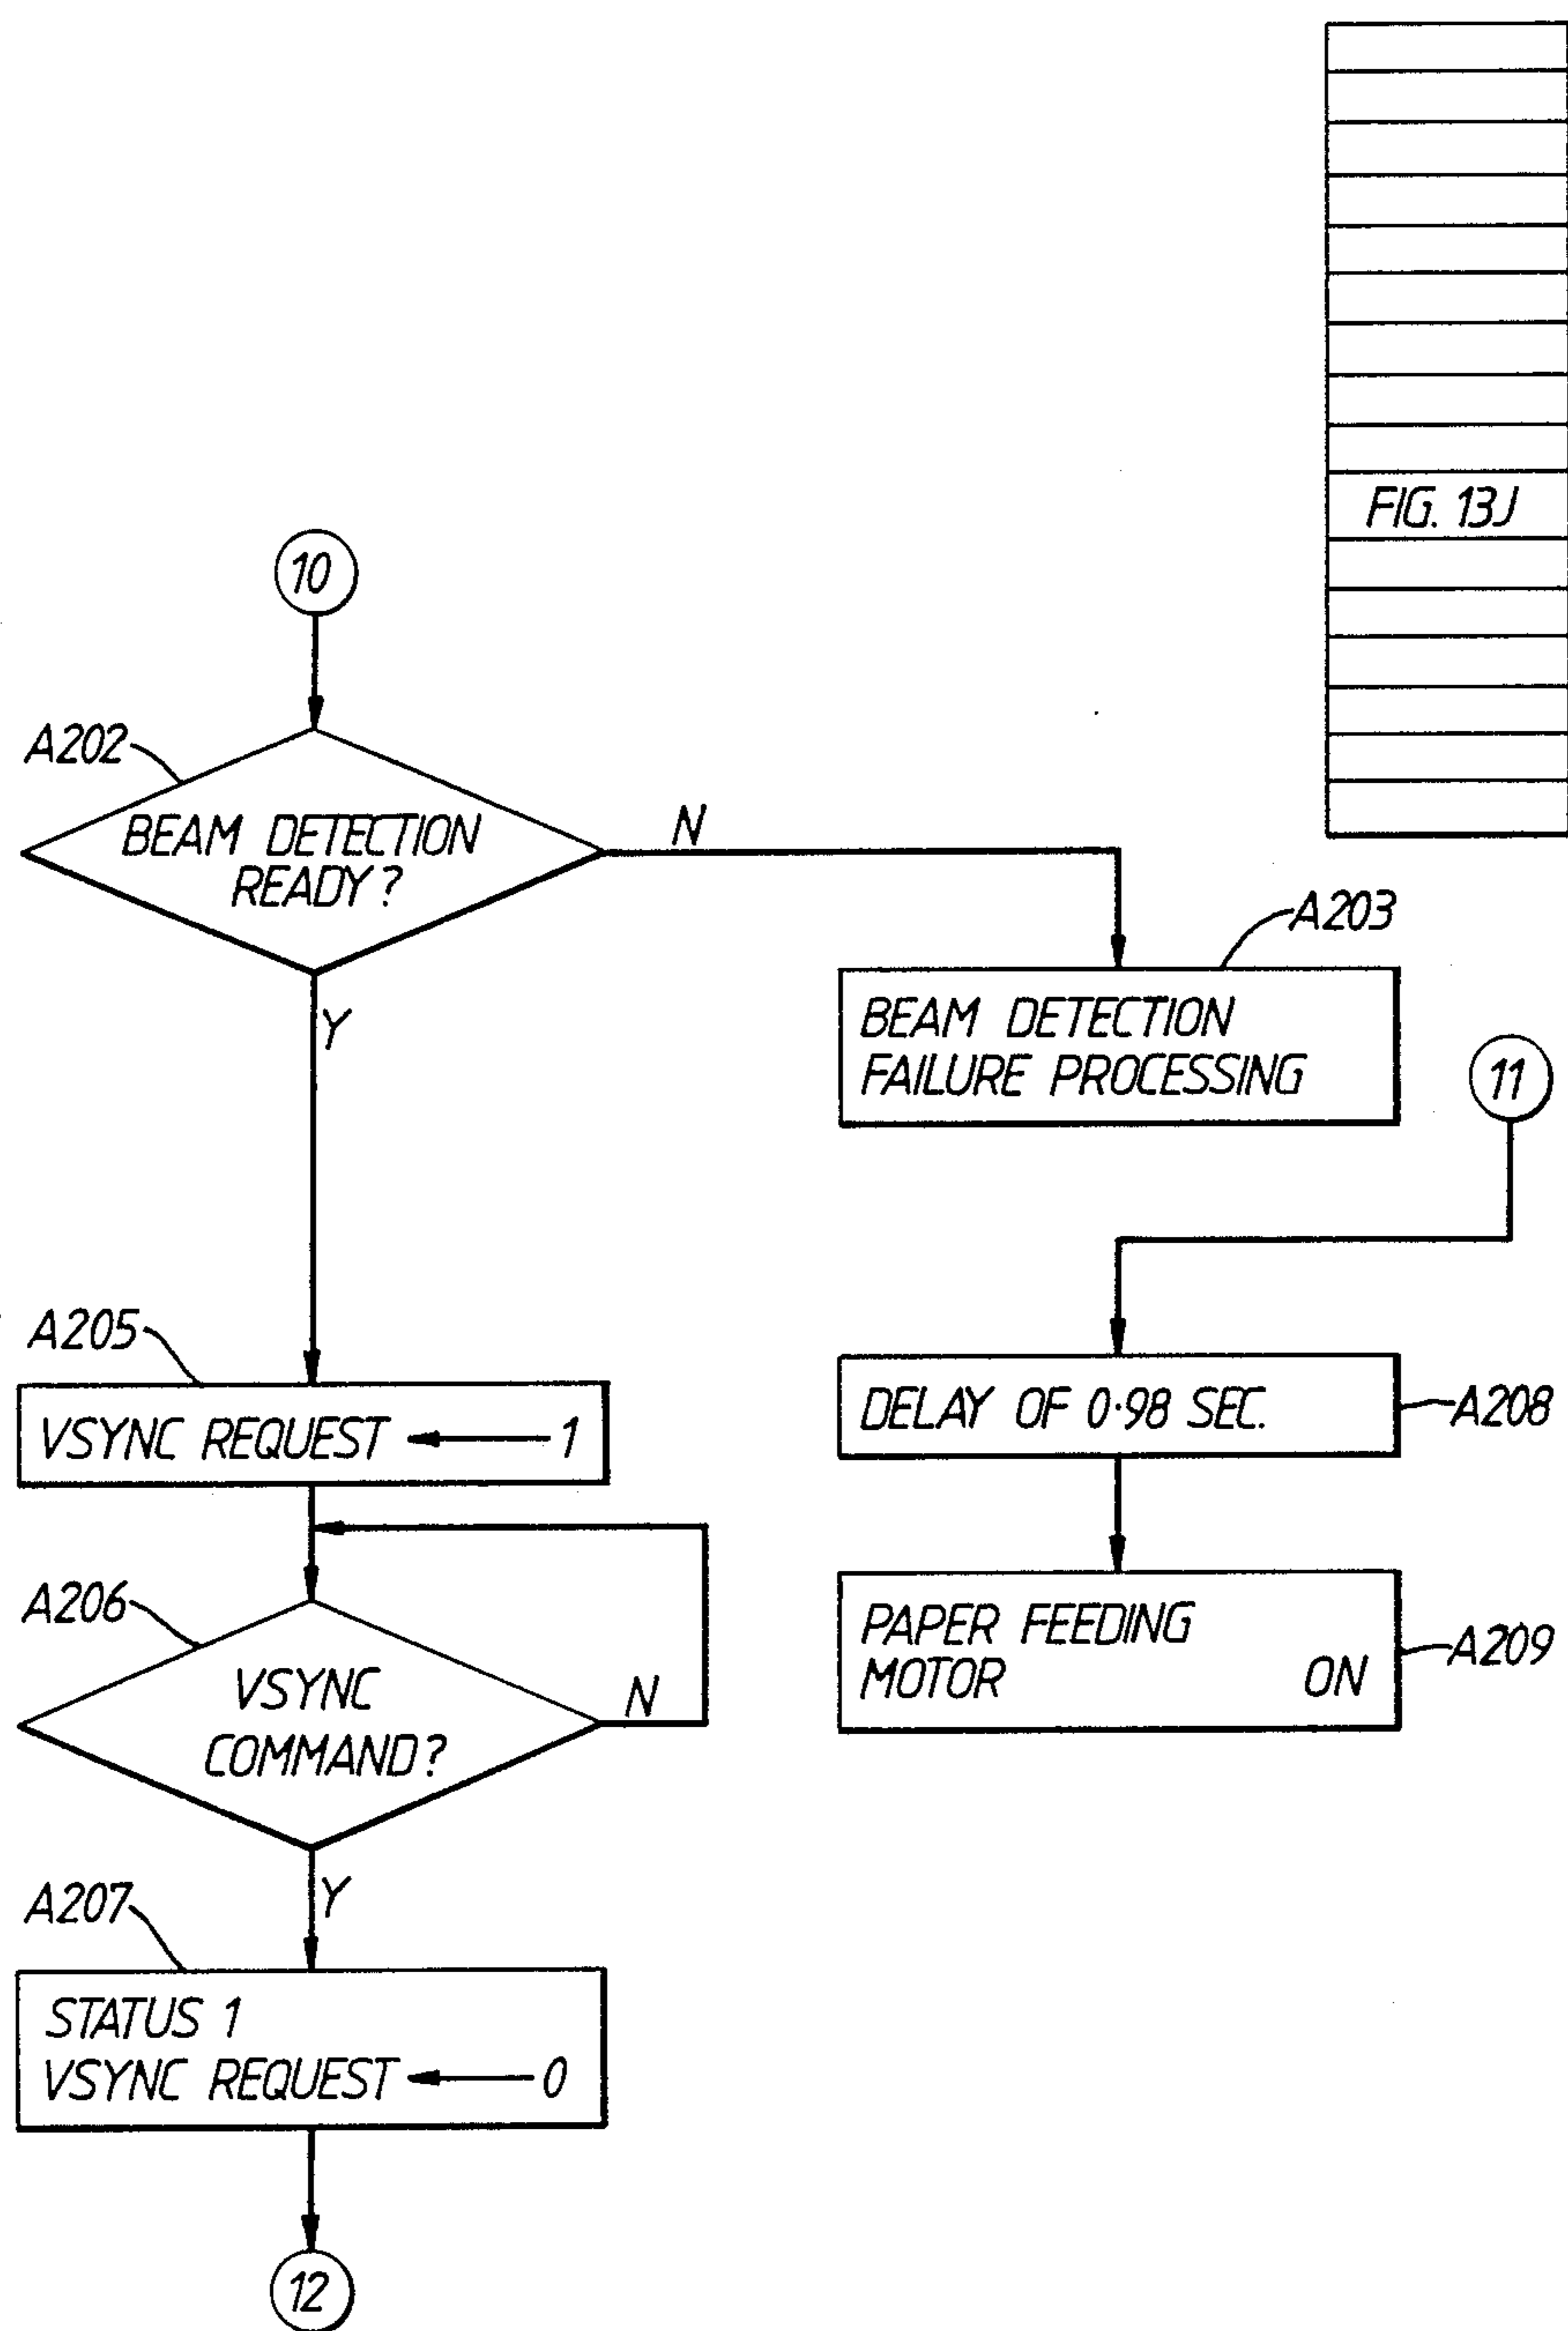 FIG. 13J
10
A202
BEAM DETECTION
READY?
N
Y
A203
BEAM DETECTION
FAILURE PROCESSING
11
A205
VSYNC REQUEST ← 1
A206
VSYNC
COMMAND?
N
Y
A207
STATUS 1
VSYNC REQUEST ← 0
12
DELAY OF 0·98 SEC.
A208
PAPER FEEDING
MOTOR ON
A209